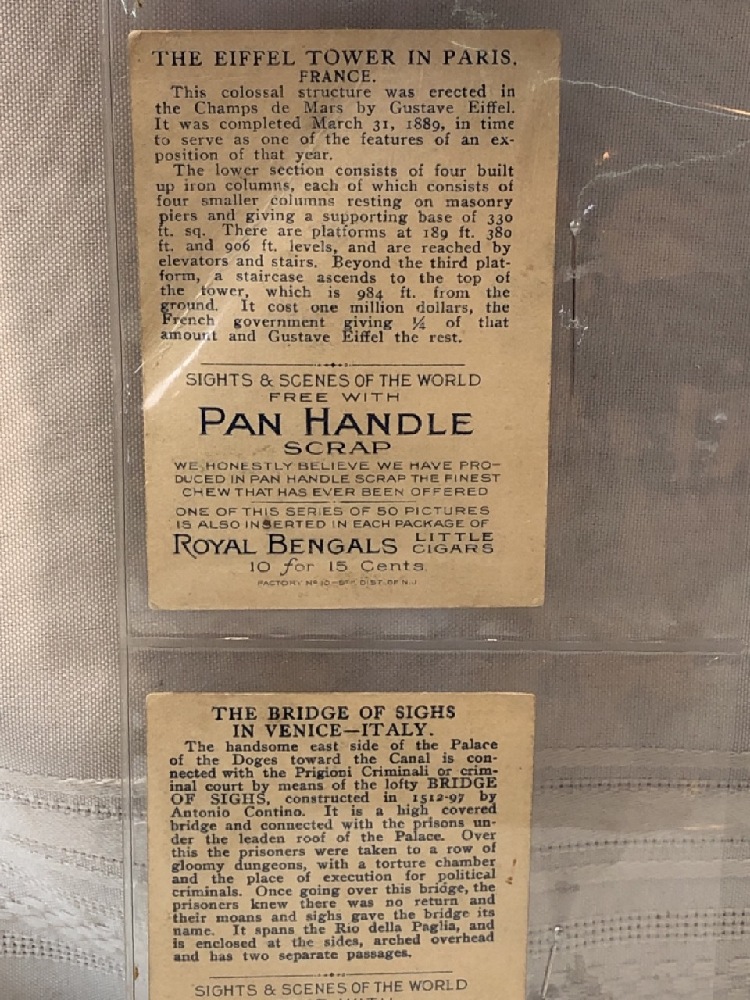 THE EIFFEL TOWER IN PARIS,
FRANCE.
This colossal structure was erected in
the Champs de Mars by Gustave Eiffel.
It was completed March 31, 1889, in time
to serve as one of the features of an ex-
position of that year.
The lower section consists of four built
up iron columns, each of which consists of
four smaller columns resting on masonry
piers and giving a supporting base of 330
ft. sq. There are platforms at 189 ft. 380
ft. and 906 ft. levels, and are reached by
elevators and stairs. Beyond the third plat-
form, a staircase ascends to the top of
the tower, which is 984 ft. from the
ground. It cost one million dollars, the
French government giving ¼ of that
amount and Gustave Eiffel the rest.
SIGHTS & SCENES OF THE WORLD
FREE WITH
PAN HANDLE
SCRAP
WE HONESTLY BELIEVE WE HAVE PRO-
DUCED IN PAN HANDLE SCRAP THE FINEST
CHEW THAT HAS EVER BEEN OFFERED
ONE OF THIS SERIES OF 50 PICTURES
IS ALSO INSERTED IN EACH PACKAGE OF
ROYAL BENGALS LITTLE CIGARS
10 for 15 Cents
FACTORY Nº 10-5TH DIST. OF N.J.
THE BRIDGE OF SIGHS
IN VENICE—ITALY.
The handsome east side of the Palace
of the Doges toward the Canal is con-
nected with the Prigioni Criminali or crim-
inal court by means of the lofty BRIDGE
OF SIGHS, constructed in 1512-97 by
Antonio Contino. It is a high covered
bridge and connected with the prisons un-
der the leaden roof of the Palace. Over
this the prisoners were taken to a row of
gloomy dungeons, with a torture chamber
and the place of execution for political
criminals. Once going over this bridge, the
prisoners knew there was no return and
their moans and sighs gave the bridge its
name. It spans the Rio della Paglia, and
is enclosed at the sides, arched overhead
and has two separate passages.
SIGHTS & SCENES OF THE WORLD